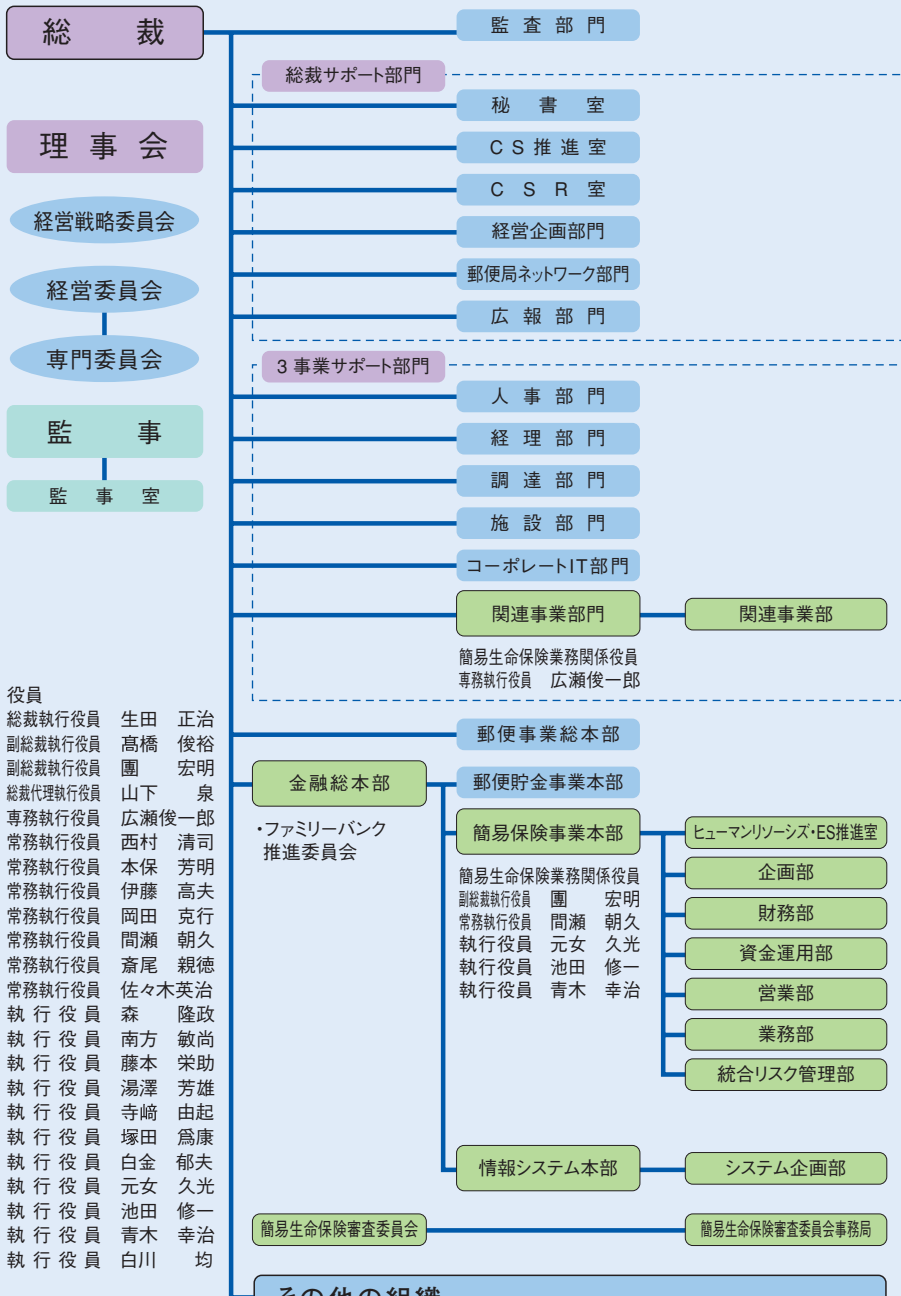 総裁
監査部門
総裁サポート部門
秘書室
CS推進室
CSR室
経営企画部門
郵便局ネットワーク部門
広報部門
理事会
経営戦略委員会
経営委員会
専門委員会
監事
監事室
3事業サポート部門
人事部門
経理部門
調達部門
施設部門
コーポレートIT部門
関連事業部門
関連事業部
簡易生命保険業務関係役員
専務執行役員 広瀬俊一郎
役員
総裁執行役員 生田 正治
副総裁執行役員 髙橋 俊裕
副総裁執行役員 團 宏明
総裁代理執行役員 山下 泉
専務執行役員 広瀬俊一郎
常務執行役員 西村 清司
常務執行役員 本保 芳明
常務執行役員 伊藤 高夫
常務執行役員 岡田 克行
常務執行役員 間瀬 朝久
常務執行役員 斎尾 親徳
常務執行役員 佐々木英治
執行役員 森 隆政
執行役員 南方 敏尚
執行役員 藤本 栄助
執行役員 湯澤 芳雄
執行役員 寺﨑 由起
執行役員 塚田 爲康
執行役員 白金 郁夫
執行役員 元女 久光
執行役員 池田 修一
執行役員 青木 幸治
執行役員 白川 均
郵便事業総本部
金融総本部
・ファミリーバンク
推進委員会
郵便貯金事業本部
簡易保険事業本部
簡易生命保険業務関係役員
副総裁執行役員 團 宏明
常務執行役員 間瀬 朝久
執行役員 元女 久光
執行役員 池田 修一
執行役員 青木 幸治
ヒューマンリソーシズ・ES推進室
企画部
財務部
資金運用部
営業部
業務部
統合リスク管理部
情報システム本部
システム企画部
簡易生命保険審査委員会
簡易生命保険審査委員会事務局
その他の組織